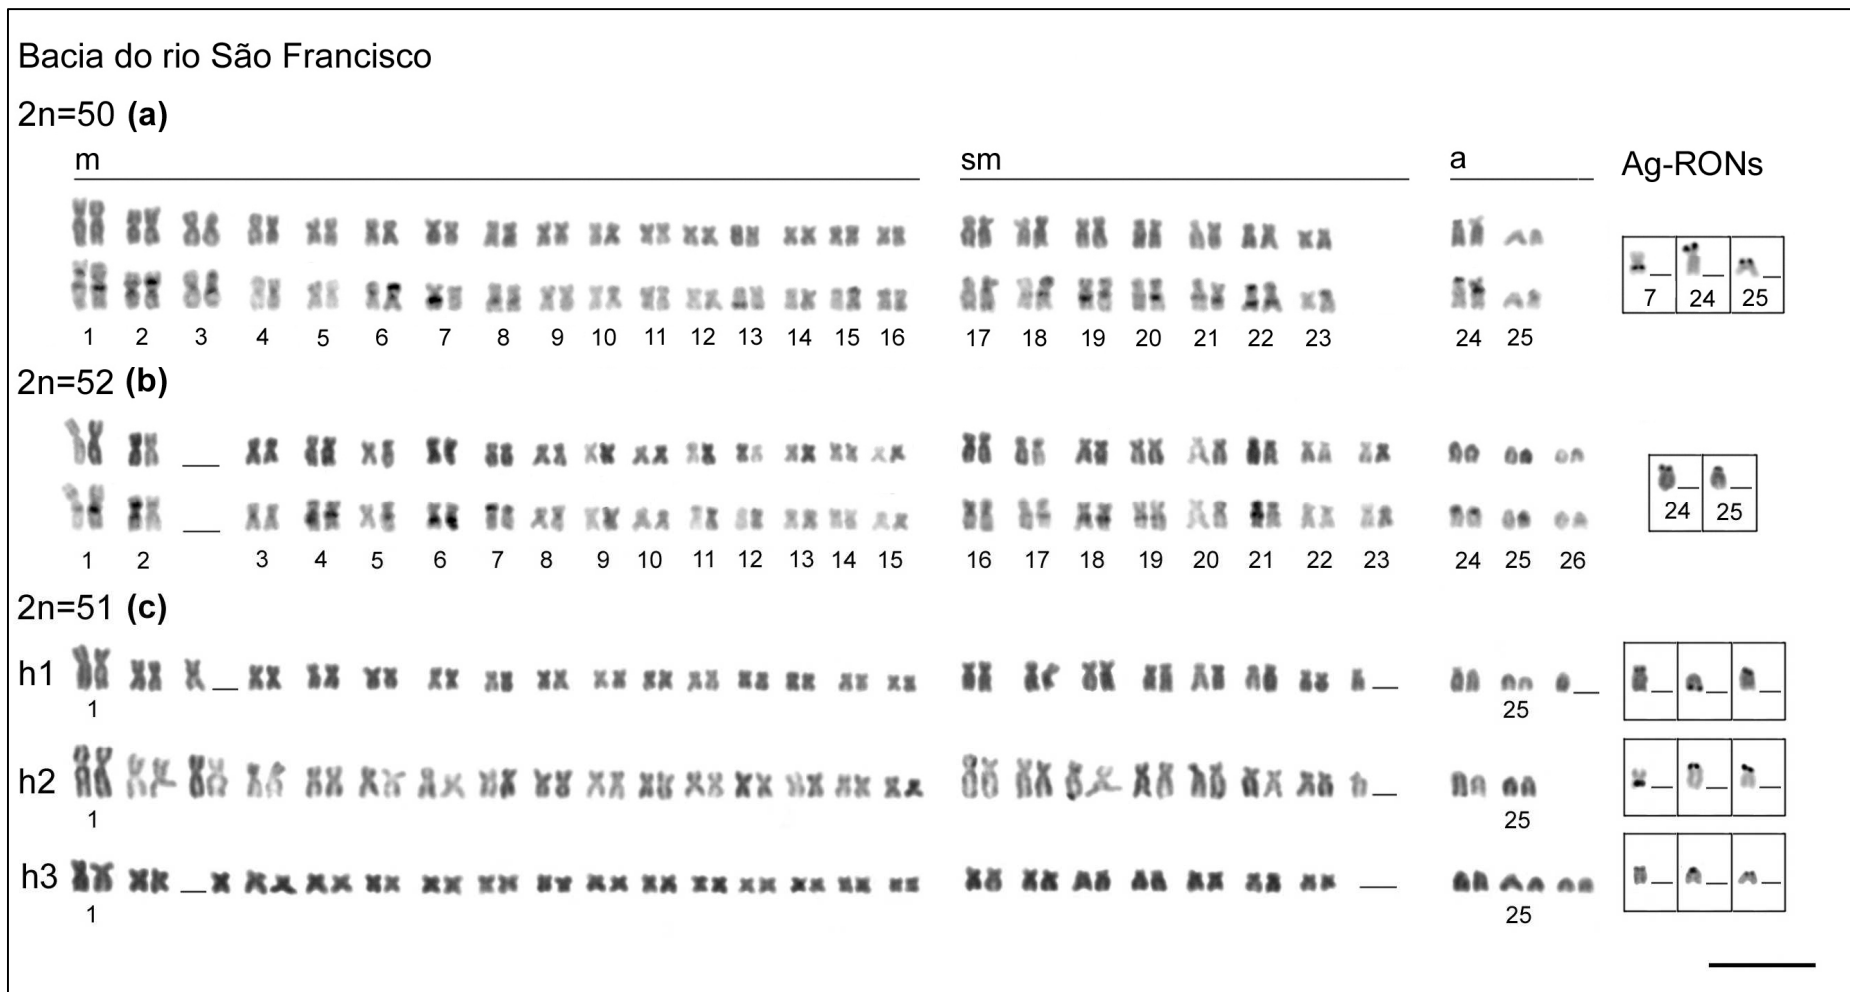 Bacia do rio São Francisco
2n=50 (a)
m sm a Ag-RONs
7 24 25
1 2 3 4 5 6 7 8 9 10 11 12 13 14 15 16 17 18 19 20 21 22 23 24 25
2n=52 (b)
24 25
1 2 3 4 5 6 7 8 9 10 11 12 13 14 15 16 17 18 19 20 21 22 23 24 25 26
2n=51 (c)
h1
1 25
h2
1 25
h3
1 25